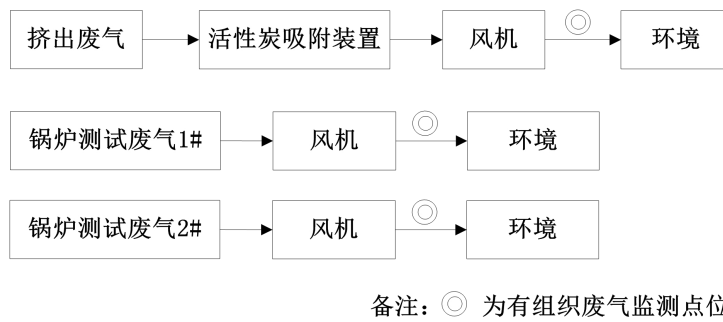 挤出废气 活性炭吸附装置 风机 环境
锅炉测试废气1# 风机 环境
锅炉测试废气2# 风机 环境
备注：◎ 为有组织废气监测点位